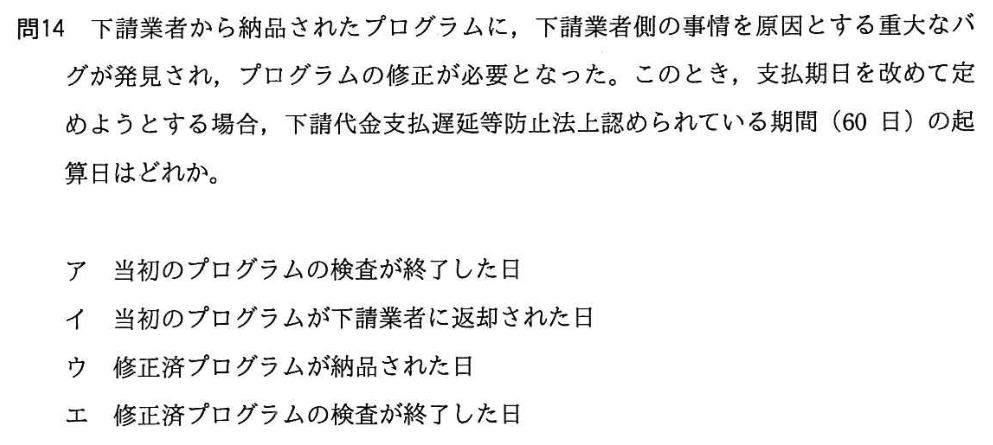 問14　下請業者から納品されたプログラムに，下請業者側の事情を原因とする重大なバ
グが発見され，プログラムの修正が必要となった。このとき，支払期日を改めて定
めようとする場合，下請代金支払遅延等防止法上認められている期間（60 日）の起
算日はどれか。
ア　当初のプログラムの検査が終了した日
イ　当初のプログラムが下請業者に返却された日
ウ　修正済プログラムが納品された日
エ　修正済プログラムの検査が終了した日